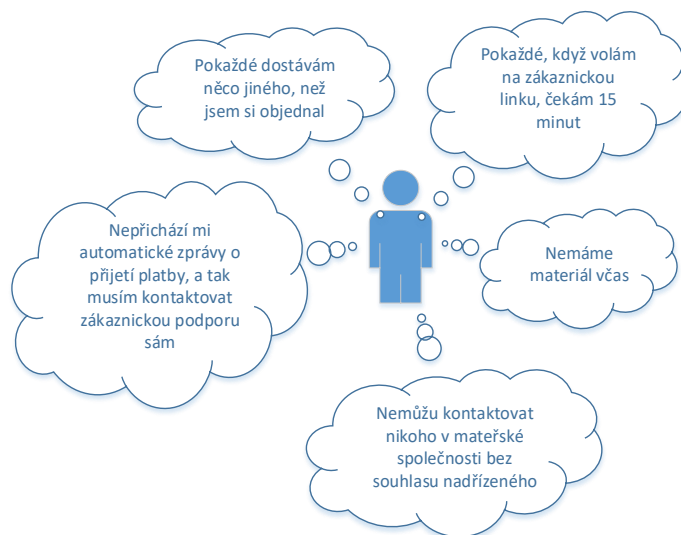 Pokaždé dostávám
něco jiného, než
jsem si objednal
Pokaždé, když volám
na zákaznickou
linku, čekám 15
minut
Nepřichází mi
automatické zprávy o
přijetí platby, a tak
musím kontaktovat
zákaznickou podporu
sám
Nemáme
materiál včas
Nemůžu kontaktovat
nikoho v mateřské
společnosti bez
souhlasu nadřízeného